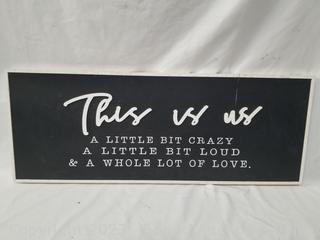 This is us
A LITTLE BIT CRAZY
A LITTLE BIT LOUD
& A WHOLE LOT OF LOVE.